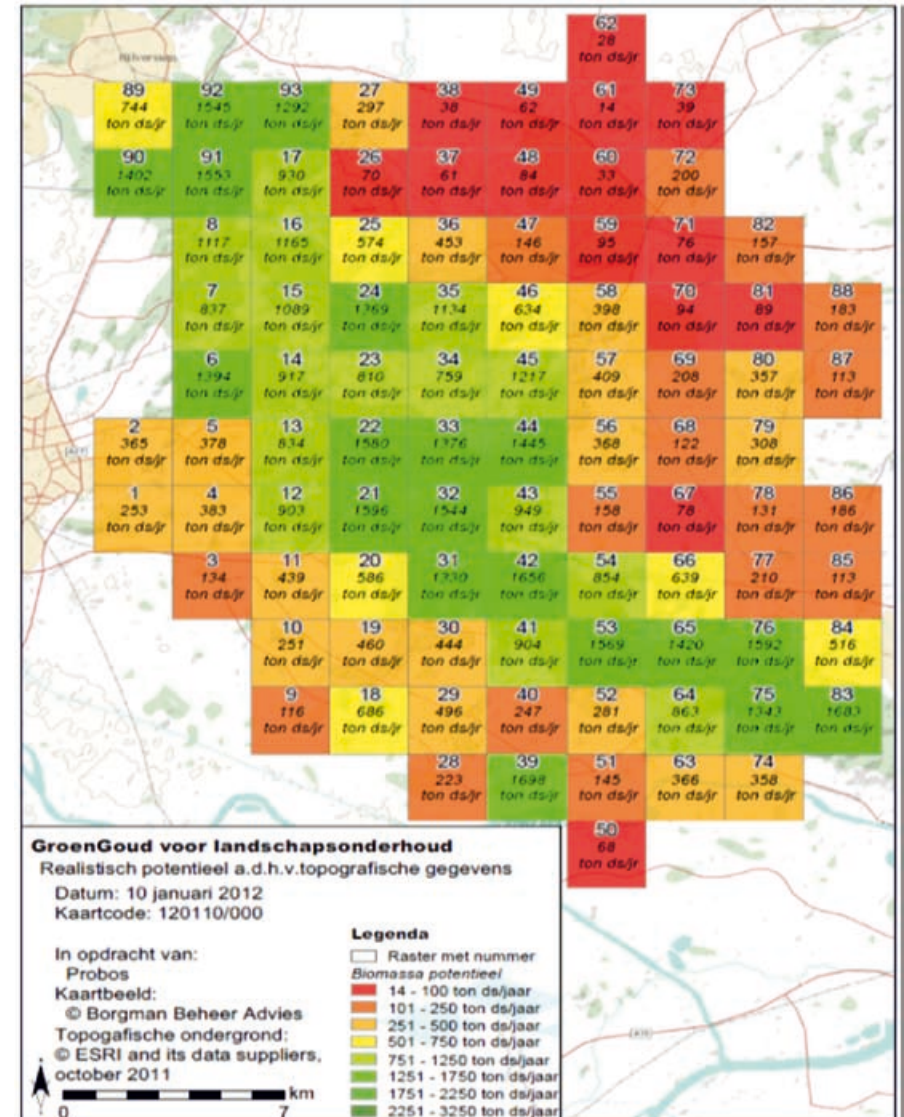 62
28
ton ds/jr
89 92 93 27 38 49 61 73
744 1545 1292 297 38 62 14 39
ton ds/jr ton ds/jr ton ds/jr ton ds/jr ton ds/jr ton ds/jr ton ds/jr ton ds/jr
90 91 17 26 37 48 60 72
1402 1553 930 70 61 84 33 200
ton ds/jr ton ds/jr ton ds/jr ton ds/jr ton ds/jr ton ds/jr ton ds/jr ton ds/jr
8 16 25 36 47 59 71 82
1117 1165 574 453 146 95 76 157
ton ds/jr ton ds/jr ton ds/jr ton ds/jr ton ds/jr ton ds/jr ton ds/jr ton ds/jr
7 15 24 35 46 58 70 81 88
837 1089 1369 1134 634 398 94 89 183
ton ds/jr ton ds/jr ton ds/jr ton ds/jr ton ds/jr ton ds/jr ton ds/jr ton ds/jr ton ds/jr
6 14 23 34 45 57 69 80 87
1394 917 810 759 1217 409 208 357 113
ton ds/jr ton ds/jr ton ds/jr ton ds/jr ton ds/jr ton ds/jr ton ds/jr ton ds/jr ton ds/jr
2 5 13 22 33 44 56 68 79
365 378 834 1580 1376 1445 368 122 308
ton ds/jr ton ds/jr ton ds/jr ton ds/jr ton ds/jr ton ds/jr ton ds/jr ton ds/jr ton ds/jr
1 4 12 21 32 43 55 67 78 86
253 383 903 1596 1544 949 158 78 131 186
ton ds/jr ton ds/jr ton ds/jr ton ds/jr ton ds/jr ton ds/jr ton ds/jr ton ds/jr ton ds/jr ton ds/jr
3 11 20 31 42 54 66 77 85
134 439 586 1330 1656 854 639 210 113
ton ds/jr ton ds/jr ton ds/jr ton ds/jr ton ds/jr ton ds/jr ton ds/jr ton ds/jr ton ds/jr
10 19 30 41 53 65 76 84
251 460 444 904 1569 1420 1592 516
ton ds/jr ton ds/jr ton ds/jr ton ds/jr ton ds/jr ton ds/jr ton ds/jr ton ds/jr
9 18 29 40 52 64 75 83
116 686 496 247 281 863 1343 1683
ton ds/jr ton ds/jr ton ds/jr ton ds/jr ton ds/jr ton ds/jr ton ds/jr ton ds/jr
28 39 51 63 74
223 1698 145 366 358
ton ds/jr ton ds/jr ton ds/jr ton ds/jr ton ds/jr
50
68
ton ds/jr
GroenGoud voor landschapsonderhoud
Realistisch potentieel a.d.h.v.topografische gegevens
Datum: 10 januari 2012
Kaartcode: 120110/000
In opdracht van:
Probos
Kaartbeeld:
© Borgman Beheer Advies
Topogafische ondergrond:
© ESRI and its data suppliers,
october 2011
km
0 7
Legenda
Raster met nummer
Biomassa potentieel
14 - 100 ton ds/jaar
101 - 250 ton ds/jaar
251 - 500 ton ds/jaar
501 - 750 ton ds/jaar
751 - 1250 ton ds/jaar
1251 - 1750 ton ds/jaar
1751 - 2250 ton ds/jaar
2251 - 3250 ton ds/jaar